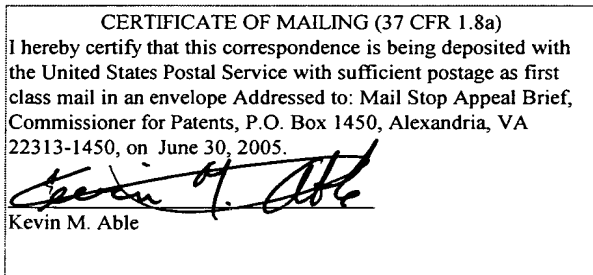 CERTIFICATE OF MAILING (37 CFR 1.8a)
I hereby certify that this correspondence is being deposited with
the United States Postal Service with sufficient postage as first
class mail in an envelope Addressed to: Mail Stop Appeal Brief,
Commissioner for Patents, P.O. Box 1450, Alexandria, VA
22313-1450, on June 30, 2005.
Kevin M. Able
Kevin M. Able